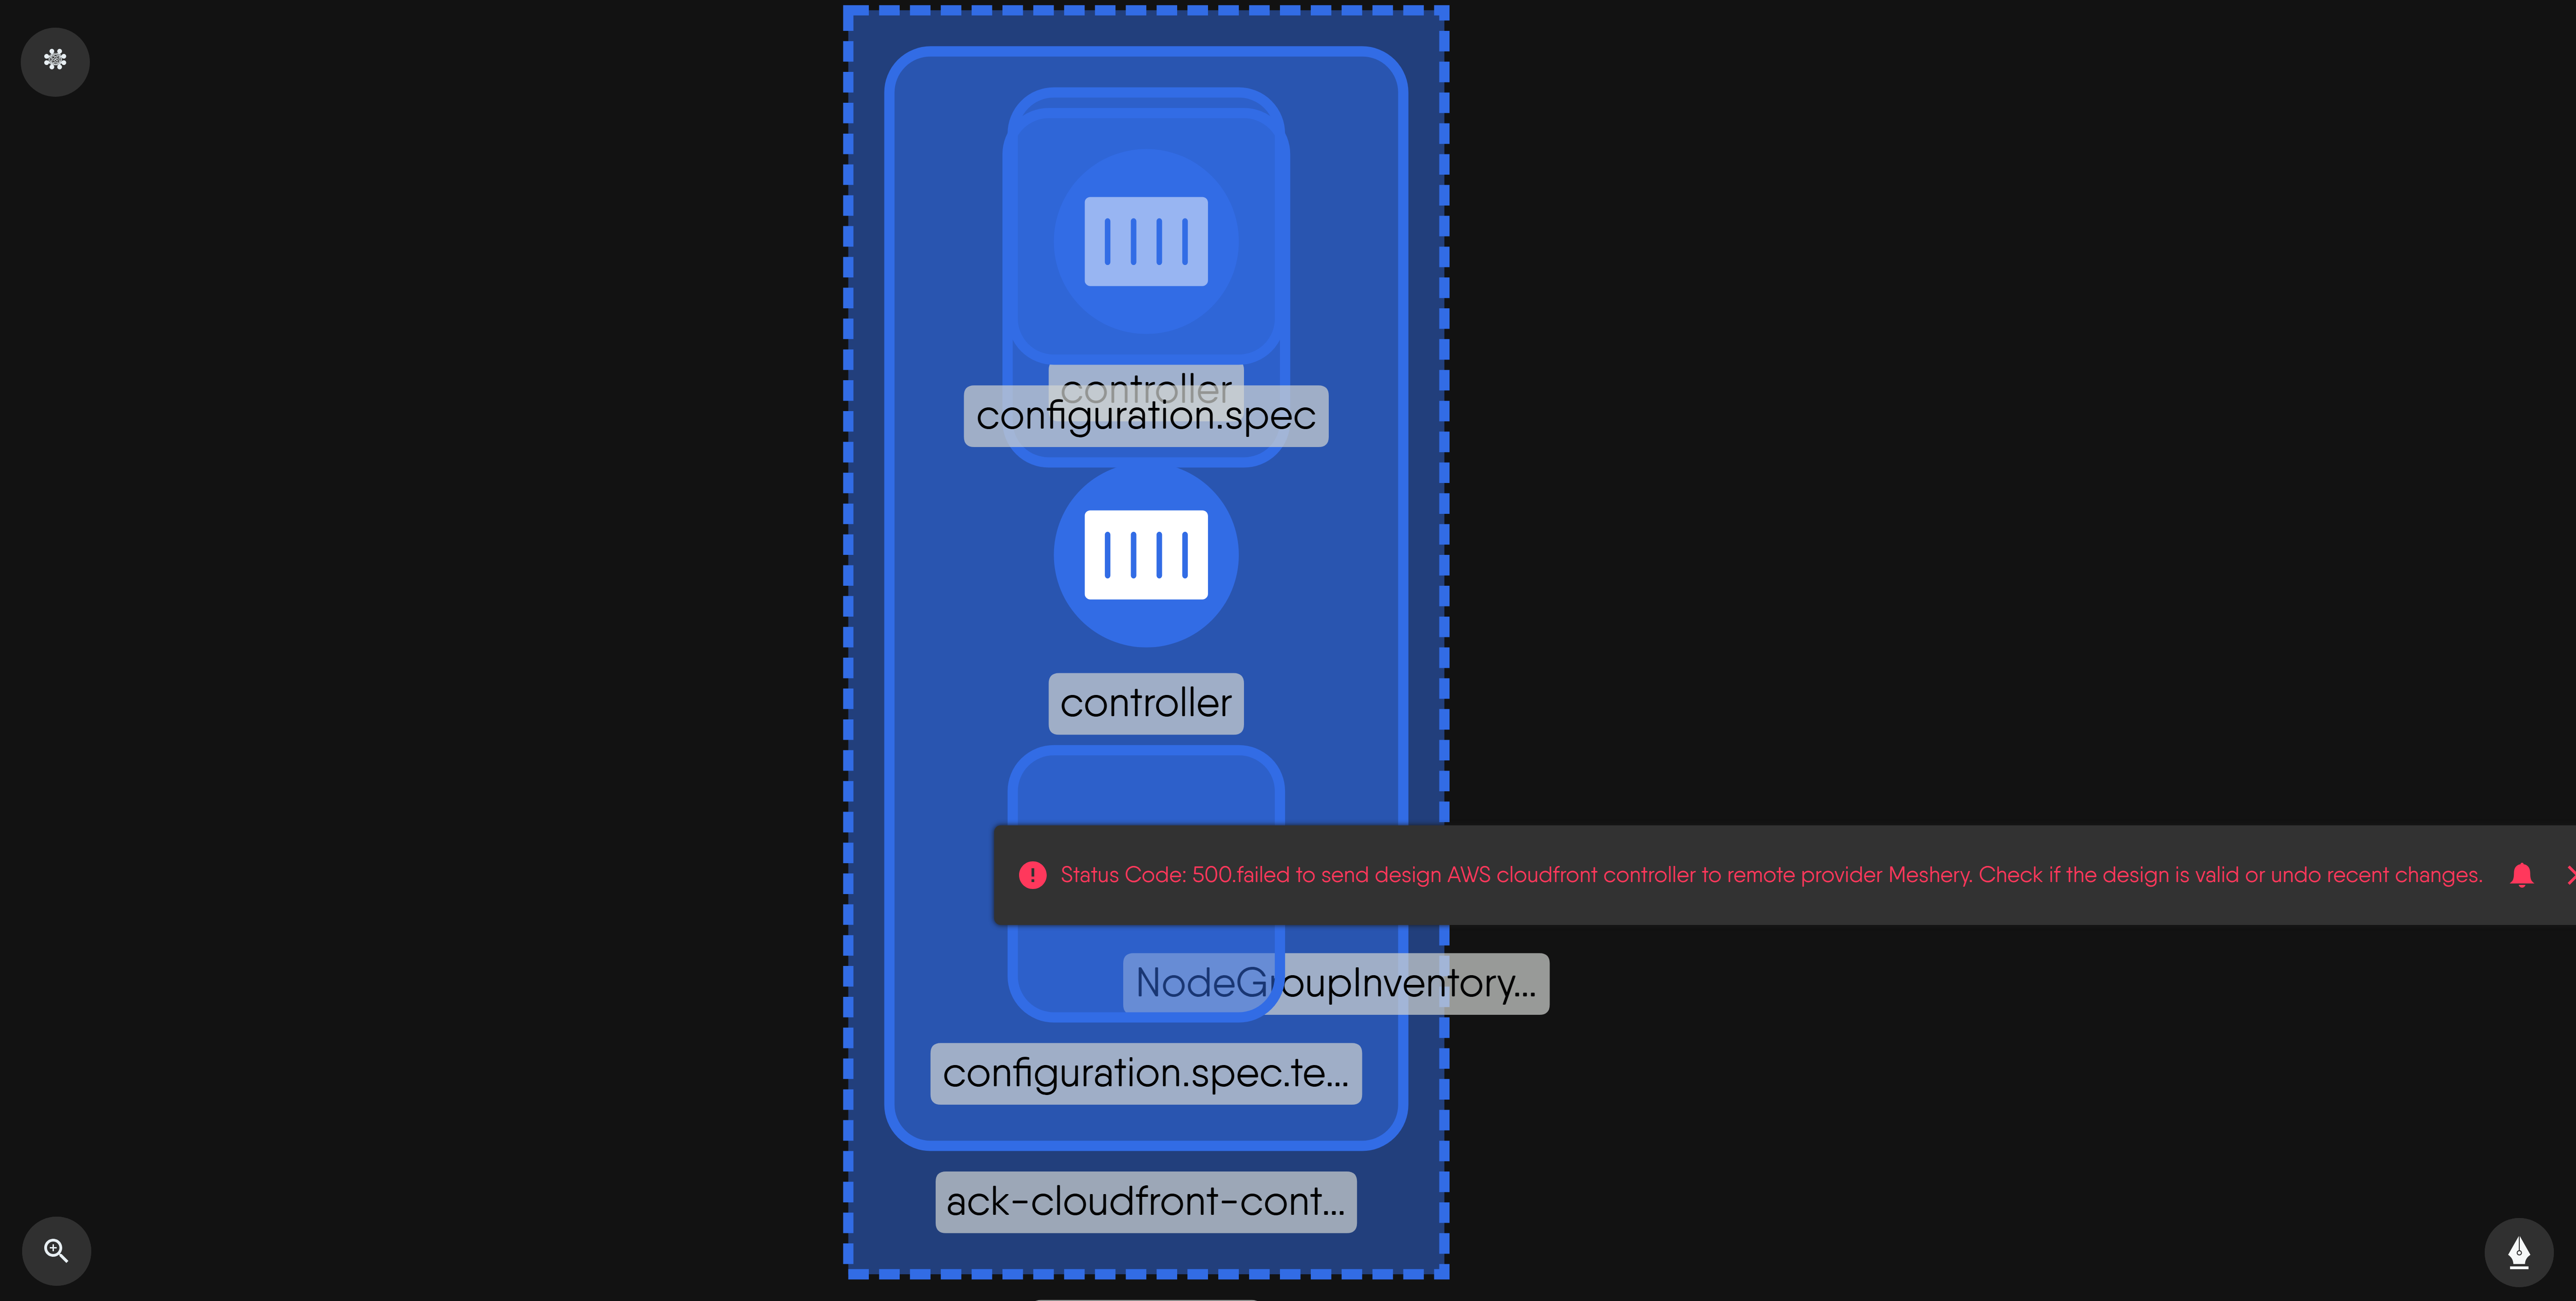 controller
configuration.spec
controller
Status Code: 500.failed to send design AWS cloudfront controller to remote provider Meshery. Check if the design is valid or undo recent changes.
NodeGroupInventory...
configuration.spec.te...
ack-cloudfront-cont...